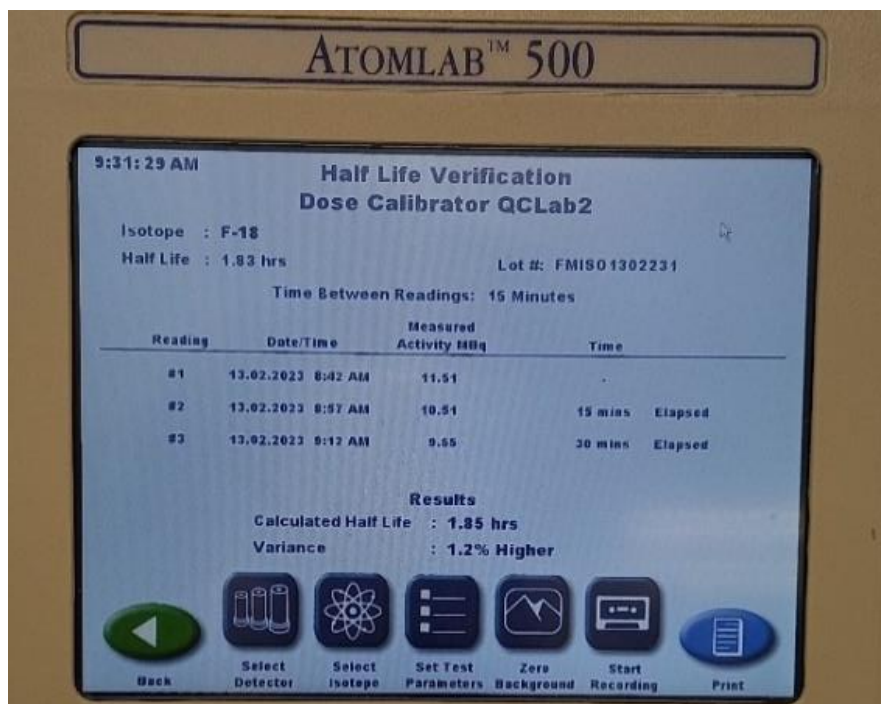 ATOMLAB™ 500
9:31:29 AM
Half Life Verification
Dose Calibrator QCLab2
Isotope : F-18
Half Life : 1.83 hrs Lot #: FMISO1302231
Time Between Readings: 15 Minutes
Reading Date/Time Measured Activity MBq Time
#1 13.02.2023 8:42 AM 11.51 -
#2 13.02.2023 8:57 AM 10.51 15 mins Elapsed
#3 13.02.2023 9:12 AM 9.55 30 mins Elapsed
Results
Calculated Half Life : 1.85 hrs
Variance : 1.2% Higher
Back
Select Detector
Select Isotope
Set Test Parameters
Zero Background
Start Recording
Print